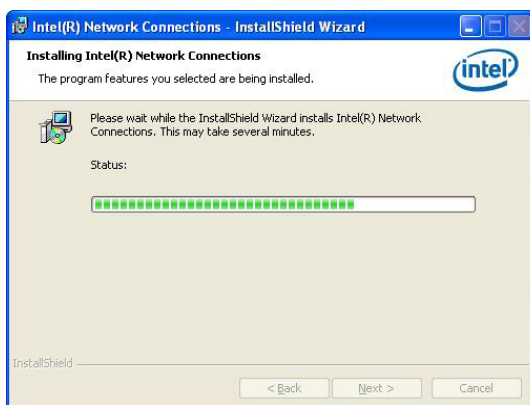 Intel(R) Network Connections - InstallShield Wizard
Installing Intel(R) Network Connections
The program features you selected are being installed.
intel
Please wait while the InstallShield Wizard installs Intel(R) Network
Connections. This may take several minutes.
Status:
InstallShield
< Back
Next >
Cancel